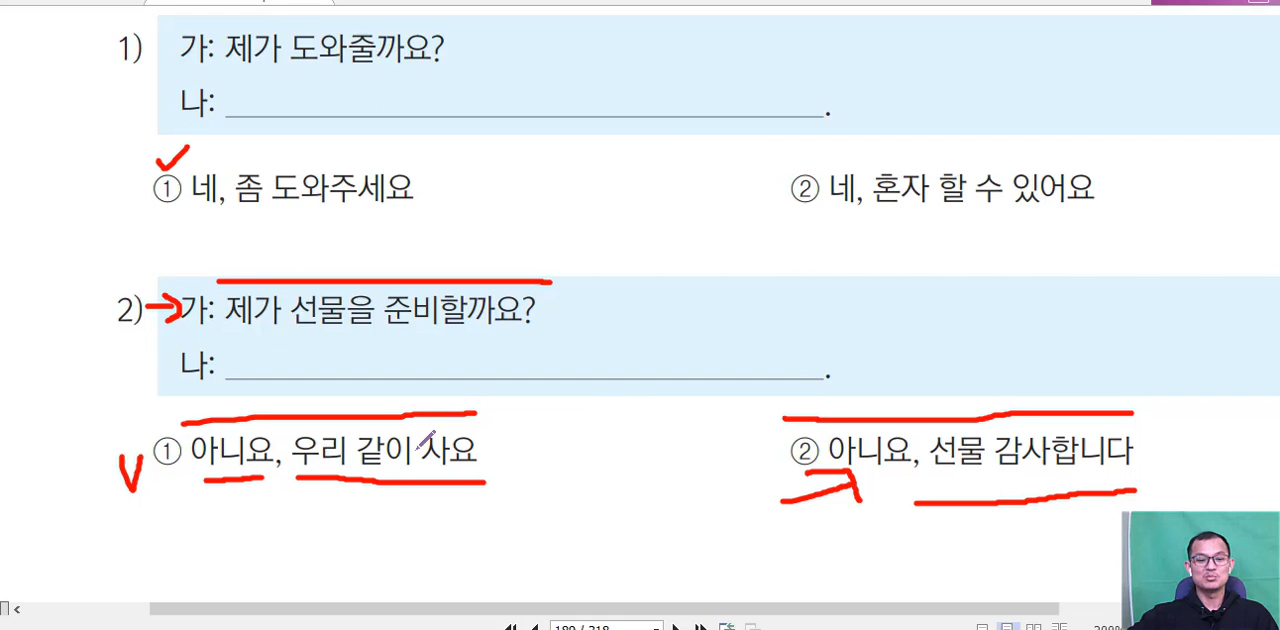 1) 가: 제가 도와줄까요?
나: .
① 네, 좀 도와주세요 ② 네, 혼자 할 수 있어요
2) 가: 제가 선물을 준비할까요?
나: .
① 아니요, 우리 같이 사요 ② 아니요, 선물 감사합니다